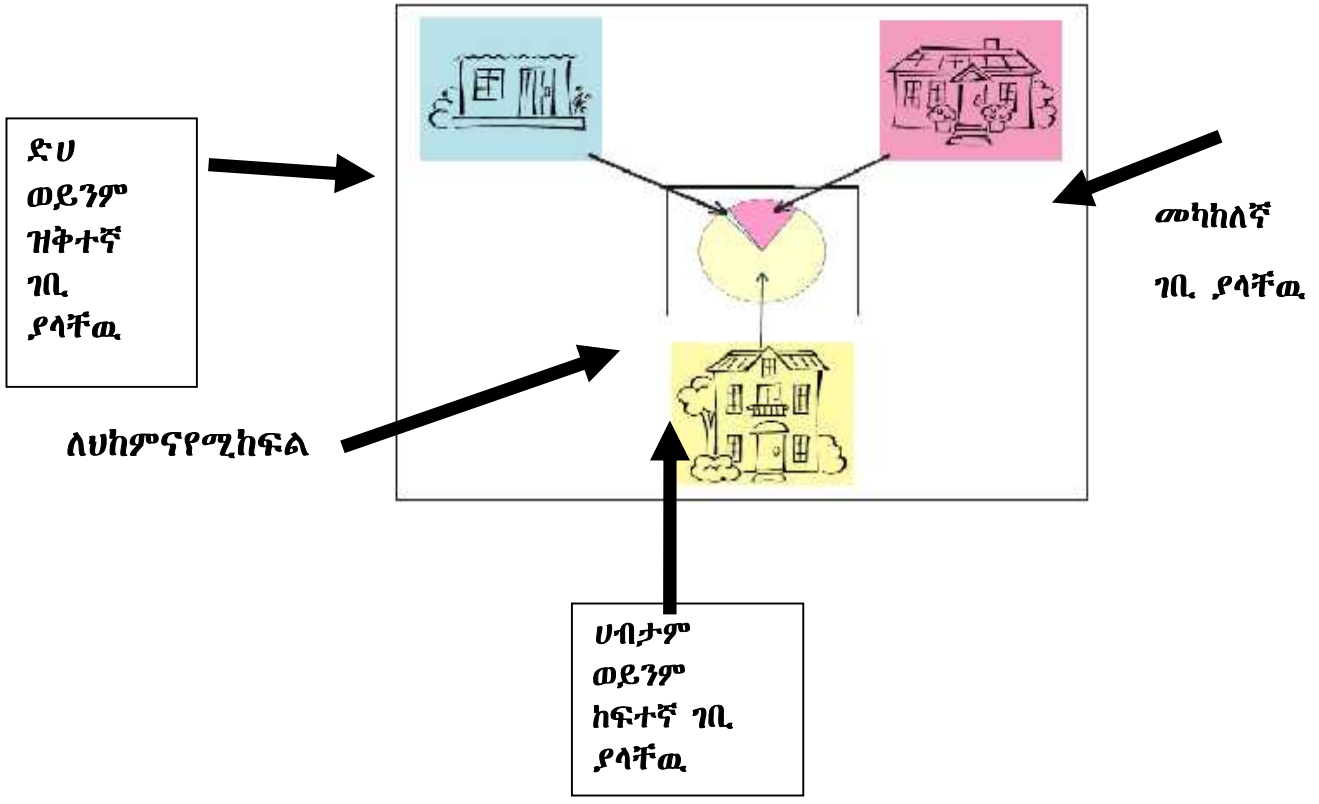 ድሀ
ወይንም
ዝቅተኛ
ገቢ
ያላቸዉ
መካከለኛ
ገቢ ያላቸዉ
ለህክምናየሚከፍል
ሀብታም
ወይንም
ከፍተኛ ገቢ
ያላቸዉ